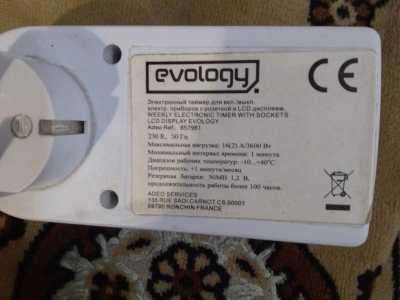 evology
CE
Электронный таймер для вкл./выкл.
электр. приборов с розеткой и LCD дисплеем.
WEEKLY ELECTRONIC TIMER WITH SOCKETS
LCD DISPLAY EVOLOGY
Adeo Ref.: 857981
230 В, 50 Гц
Максимальная нагрузка: 16(2) А/3600 Вт
Минимальный интервал времени: 1 минута
Диапазон рабочих температур: -10...+40°C
Погрешность: ±1 минута/месяц
Резервная батарея: NiMH 1,2 В,
продолжительность работы более 100 часов.
ADEO SERVICES
135 RUE SADI CARNOT CS 00001
59790 RONCHIN FRANCE